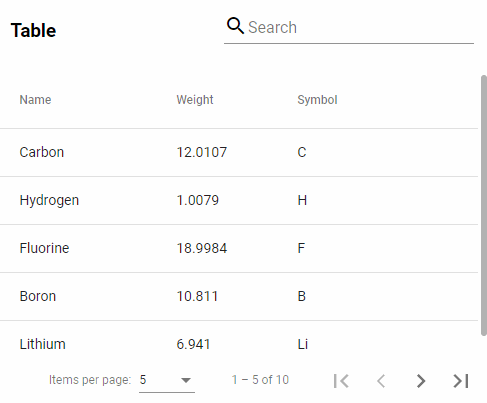 Table
Search
Name Weight Symbol
Carbon 12.0107 C
Hydrogen 1.0079 H
Fluorine 18.9984 F
Boron 10.811 B
Lithium 6.941 Li
Items per page: 5 1 – 5 of 10